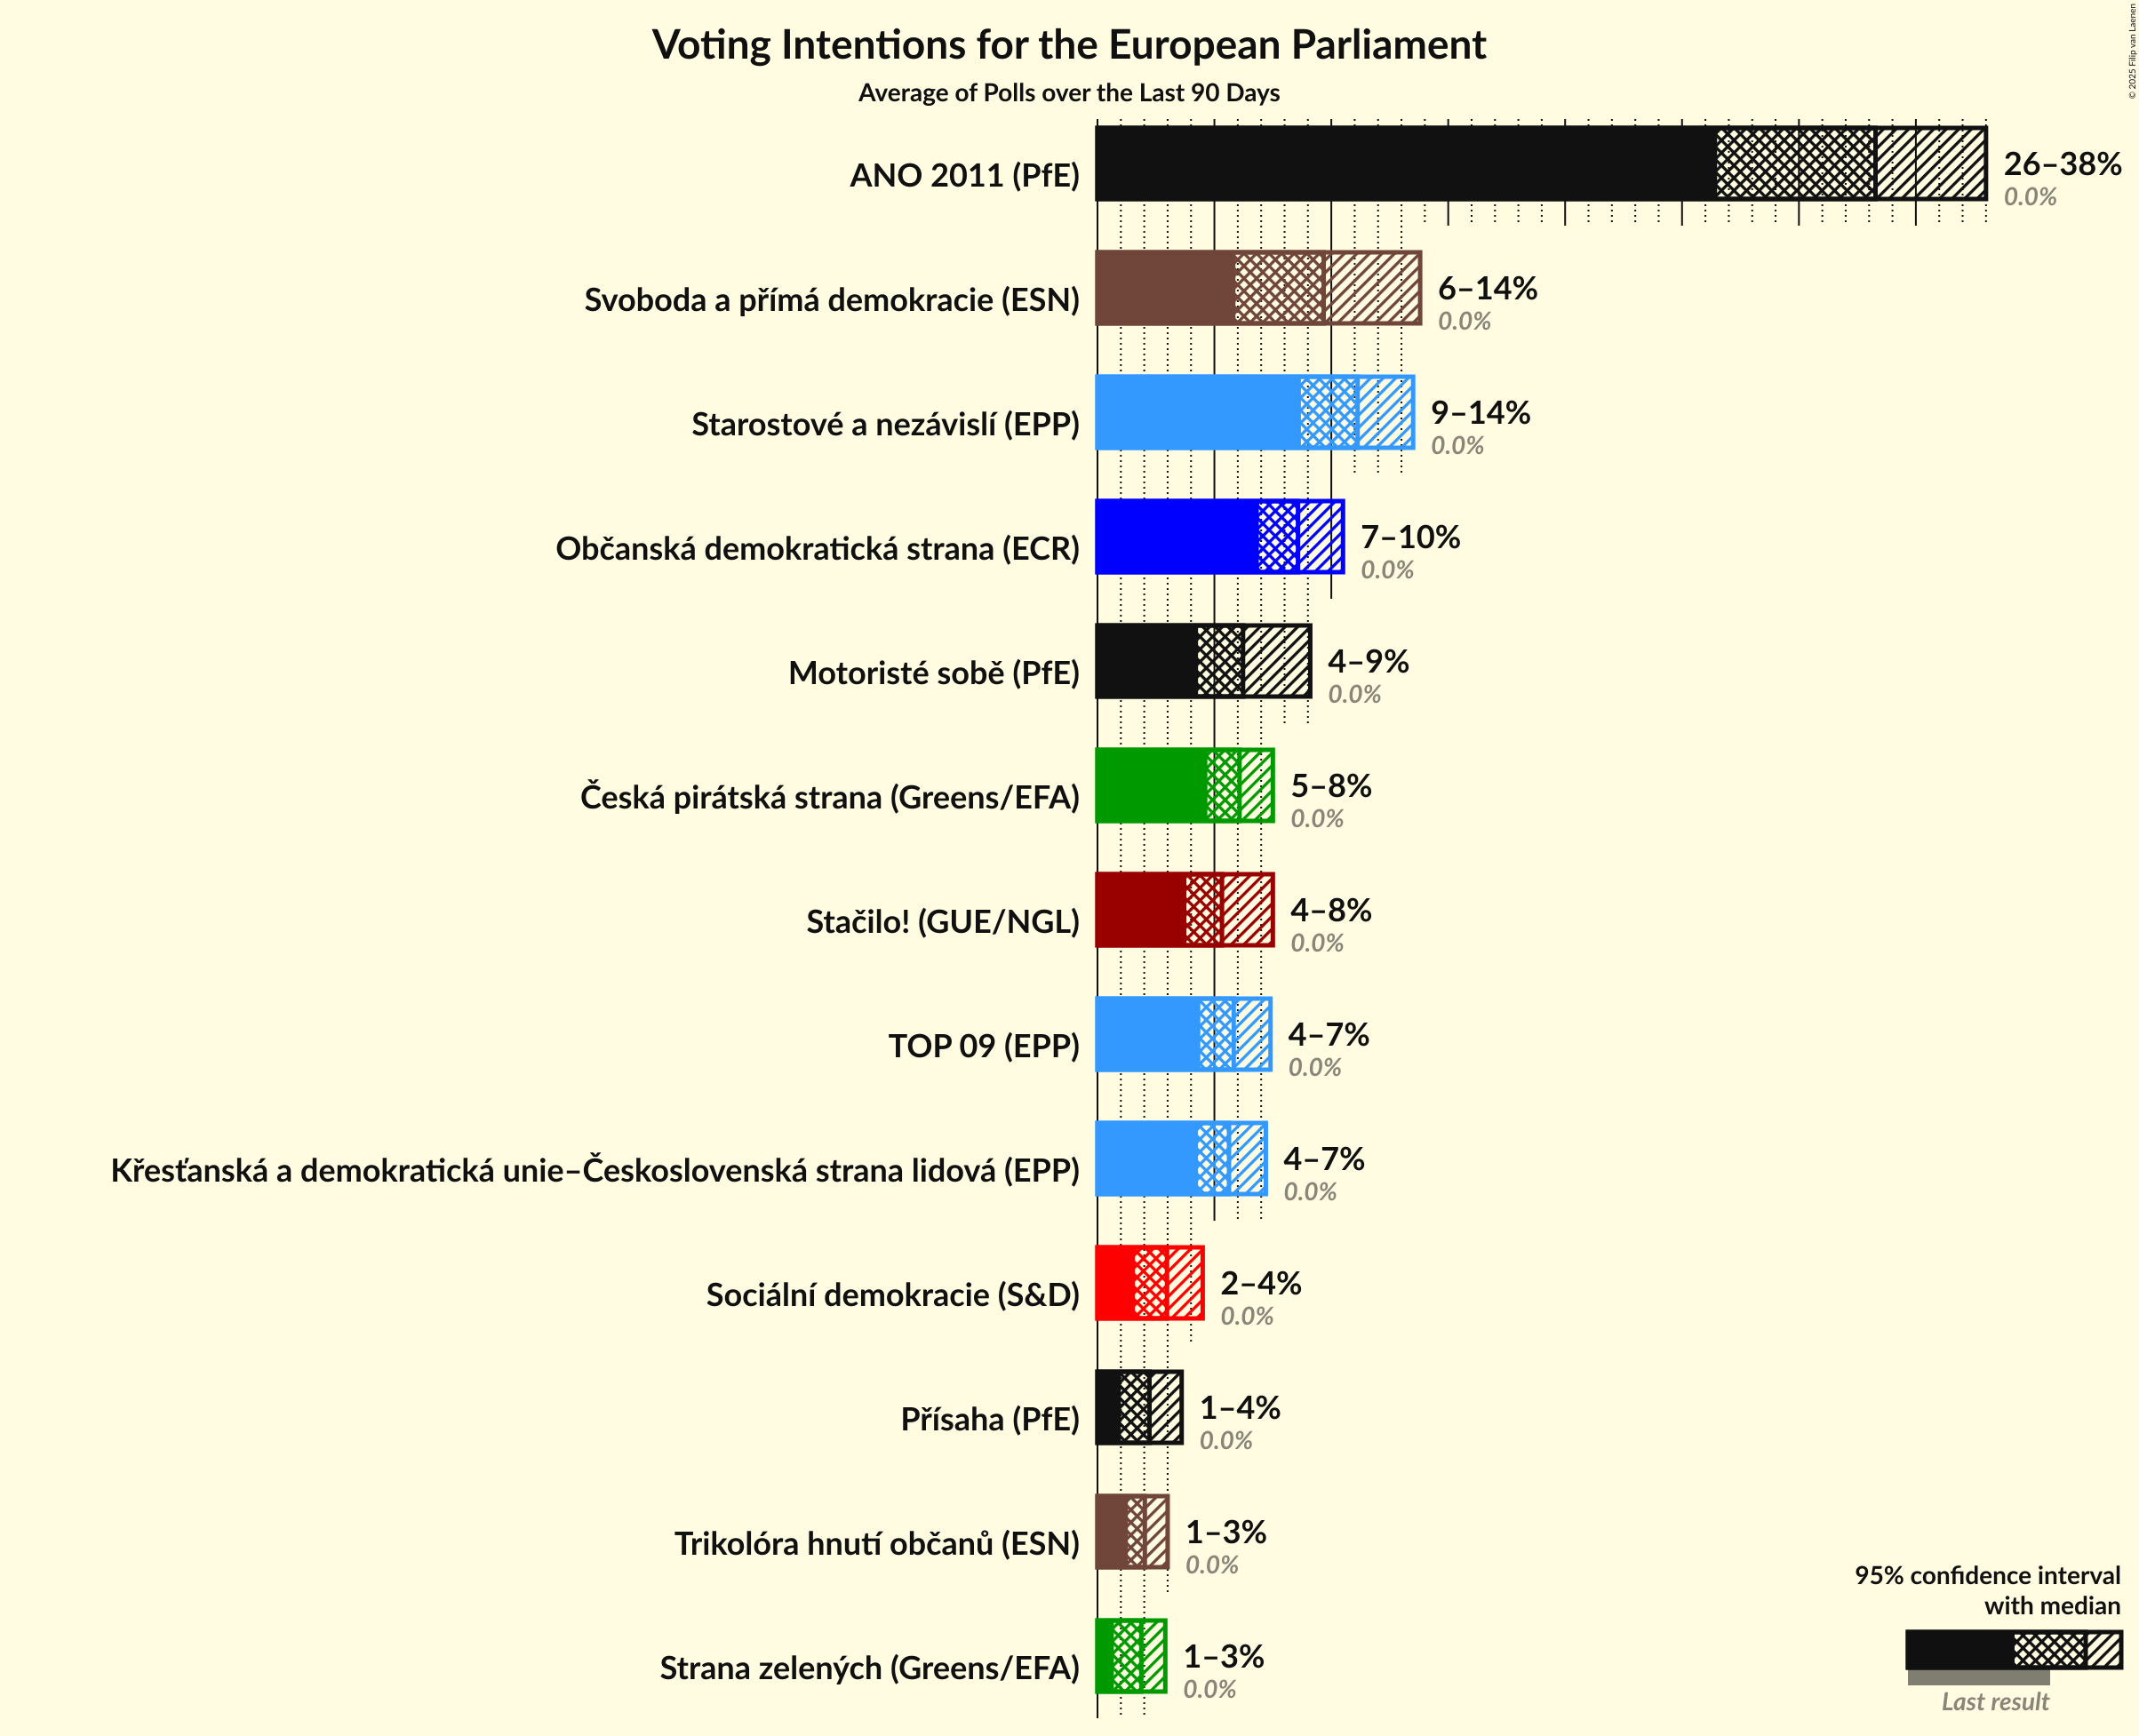 Voting Intentions for the European Parliament
Average of Polls over the Last 90 Days
© 2025 Filip van Laenen
ANO 2011 (PfE)
26–38%
0.0%
Svoboda a přímá demokracie (ESN)
6–14%
0.0%
Starostové a nezávislí (EPP)
9–14%
0.0%
Občanská demokratická strana (ECR)
7–10%
0.0%
Motoristé sobě (PfE)
4–9%
0.0%
Česká pirátská strana (Greens/EFA)
5–8%
0.0%
Stačilo! (GUE/NGL)
4–8%
0.0%
TOP 09 (EPP)
4–7%
0.0%
Křesťanská a demokratická unie–Československá strana lidová (EPP)
4–7%
0.0%
Sociální demokracie (S&D)
2–4%
0.0%
Přísaha (PfE)
1–4%
0.0%
Trikolóra hnutí občanů (ESN)
1–3%
0.0%
Strana zelených (Greens/EFA)
1–3%
0.0%
95% confidence interval
with median
Last result